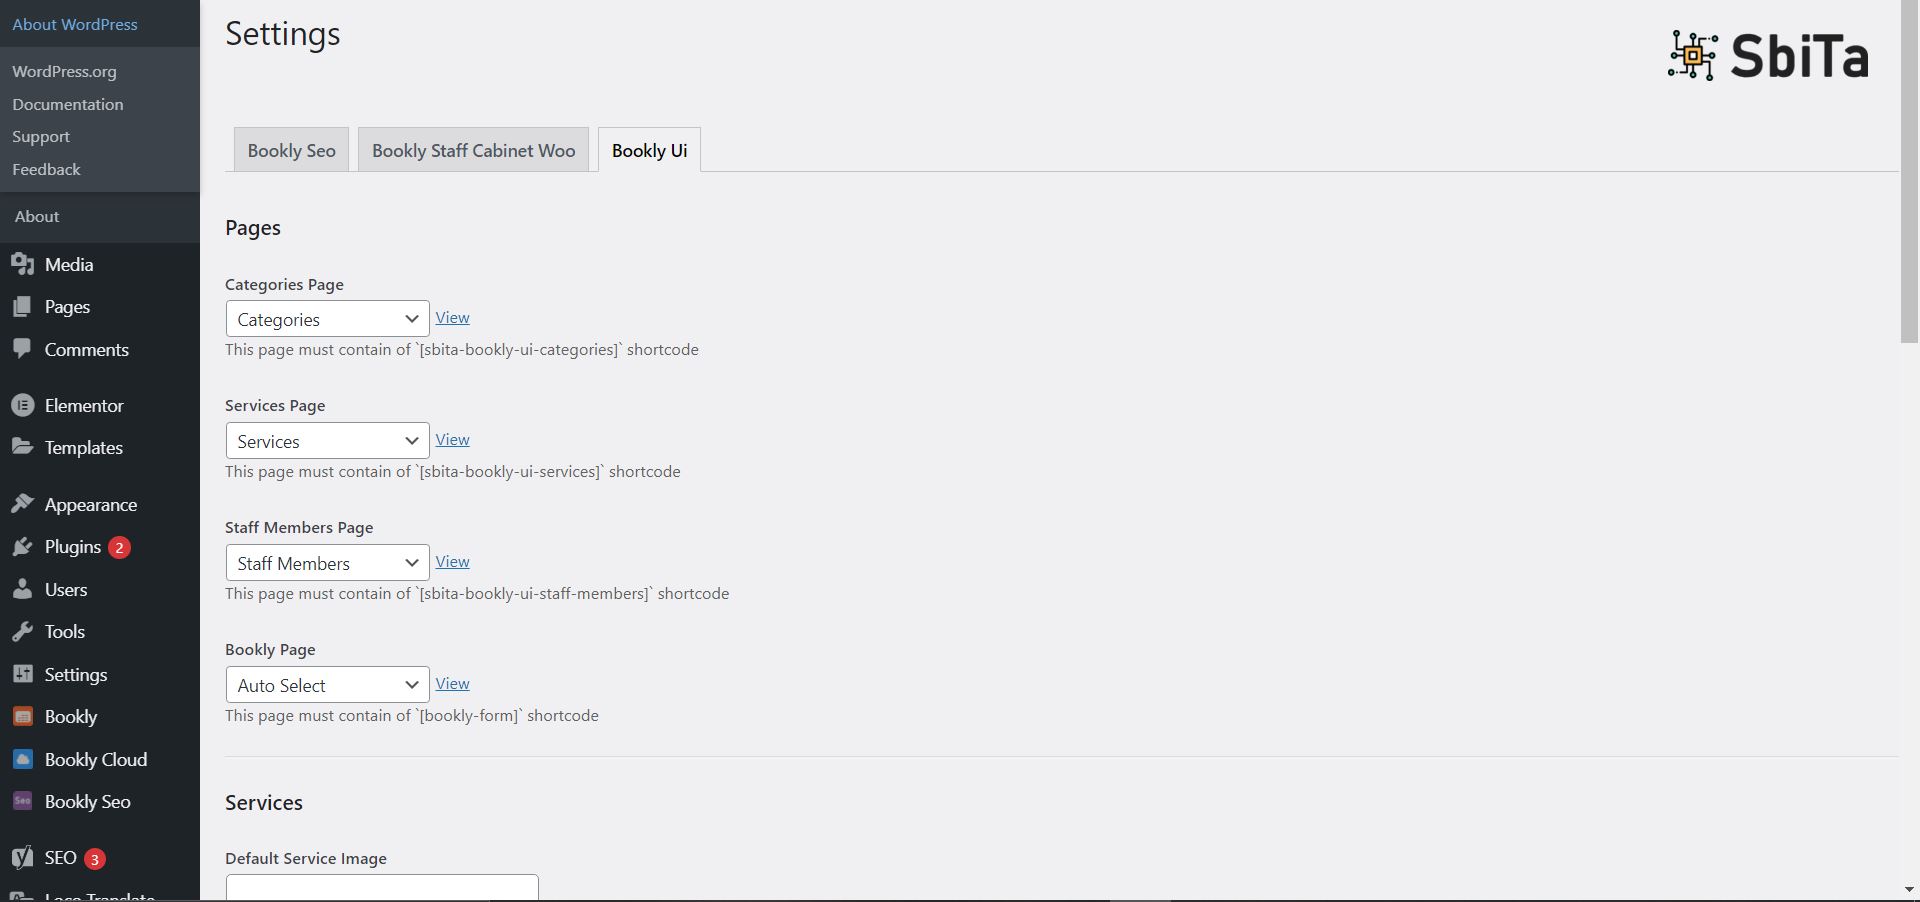 About WordPress
WordPress.org
Documentation
Support
Feedback
About
Media
Pages
Comments
Elementor
Templates
Appearance
Plugins 2
Users
Tools
Settings
Bookly
Bookly Cloud
Seo Bookly Seo
SEO 3
Loco Translate
Settings
SbiTa
Bookly Seo Bookly Staff Cabinet Woo Bookly Ui
Pages
Categories Page
Categories View
This page must contain of `[sbita-bookly-ui-categories]` shortcode
Services Page
Services View
This page must contain of `[sbita-bookly-ui-services]` shortcode
Staff Members Page
Staff Members View
This page must contain of `[sbita-bookly-ui-staff-members]` shortcode
Bookly Page
Auto Select View
This page must contain of `[bookly-form]` shortcode
Services
Default Service Image